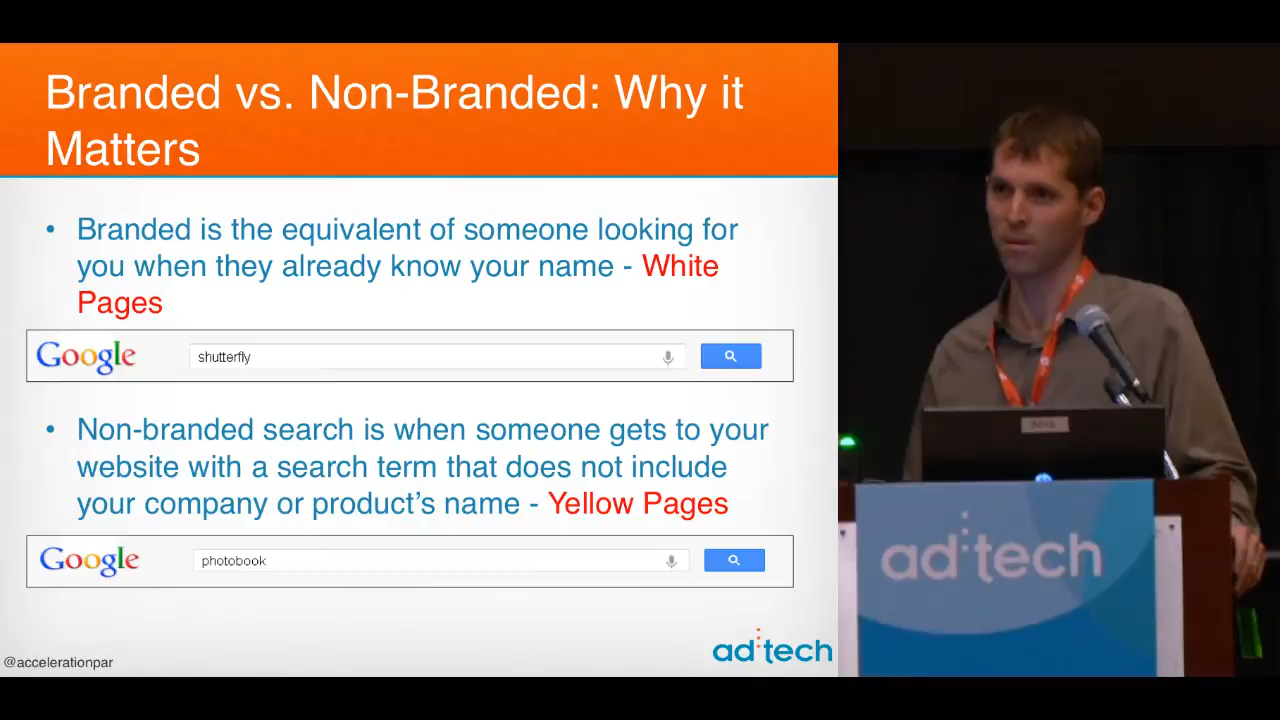 Branded vs. Non-Branded: Why it
Matters
• Branded is the equivalent of someone looking for
you when they already know your name - White
Pages
Google
shutterfly
• Non-branded search is when someone gets to your
website with a search term that does not include
your company or product's name - Yellow Pages
Google
photobook
@accelerationpar
ad:tech
ad:tech